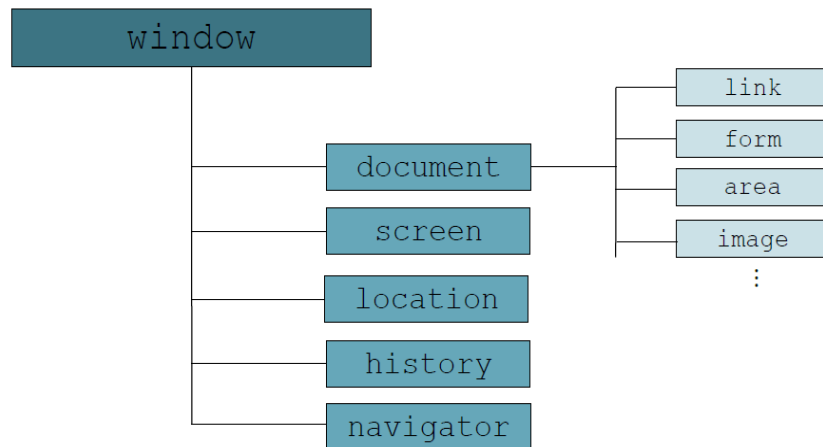 window
document
screen
location
history
navigator
link
form
area
image
⋮